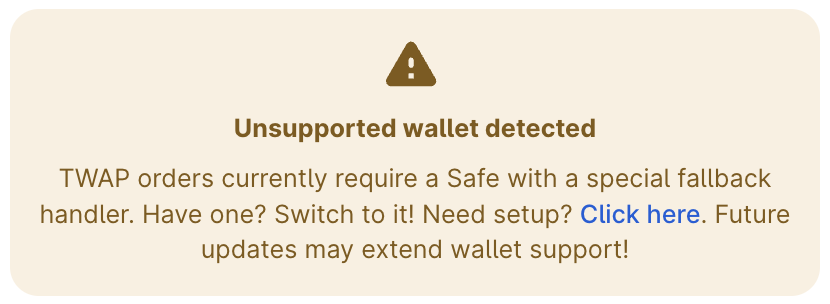 Unsupported wallet detected
TWAP orders currently require a Safe with a special fallback
handler. Have one? Switch to it! Need setup? Click here. Future
updates may extend wallet support!